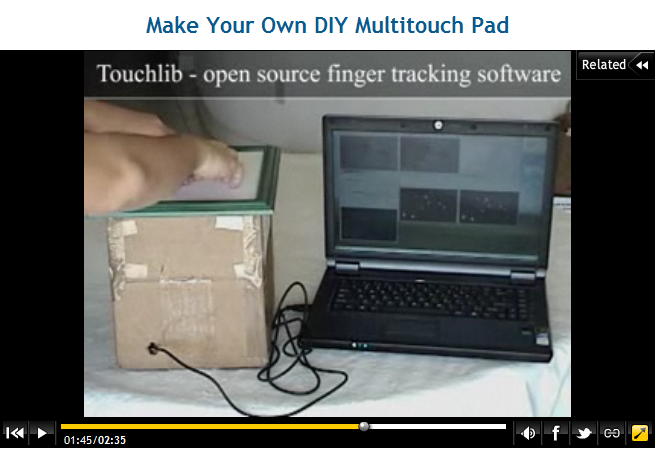 Make Your Own DIY Multitouch Pad
Touchlib - open source finger tracking software
Related
01:45/02:35